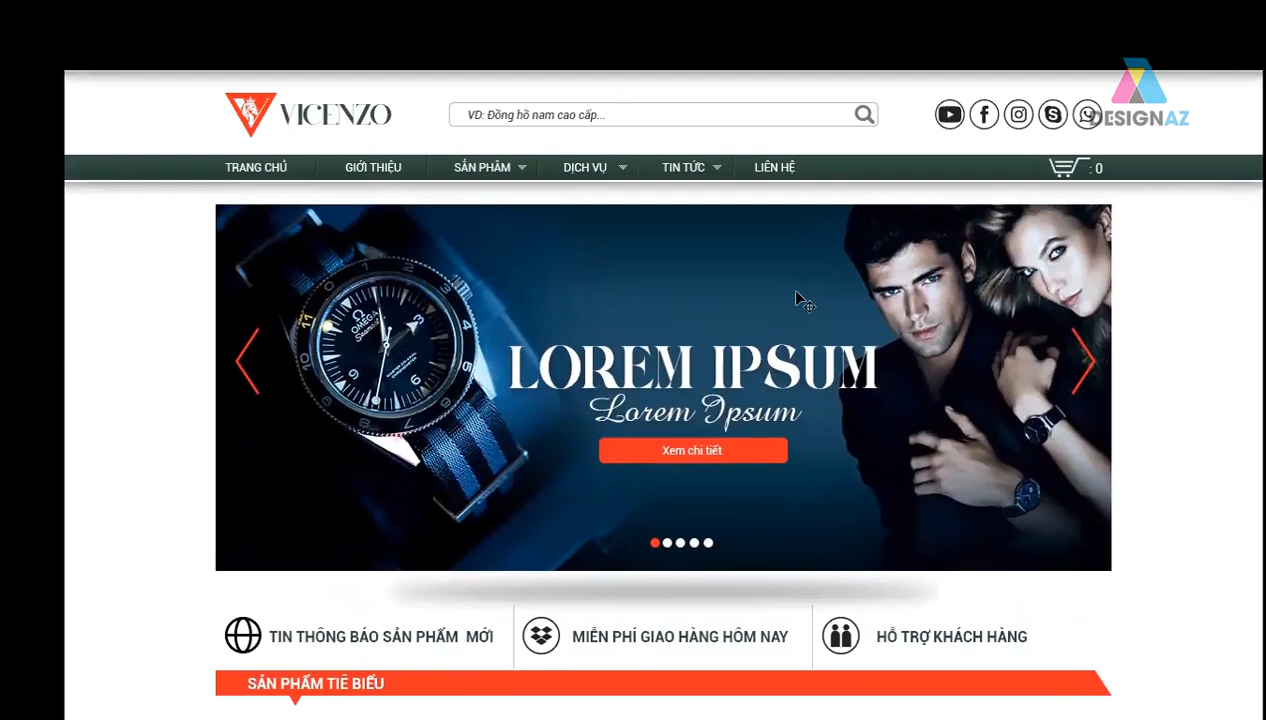 VICENZO
VD: Đồng hồ nam cao cấp...
DESIGNAZ
TRANG CHỦ
GIỚI THIỆU
SẢN PHẨM
DỊCH VỤ
TIN TỨC
LIÊN HỆ
: 0
OMEGA
LOREM IPSUM
Lorem Ipsum
Xem chi tiết
TIN THÔNG BÁO SẢN PHẨM MỚI
MIỄN PHÍ GIAO HÀNG HÔM NAY
HỖ TRỢ KHÁCH HÀNG
SẢN PHẨM TIÊ BIỂU